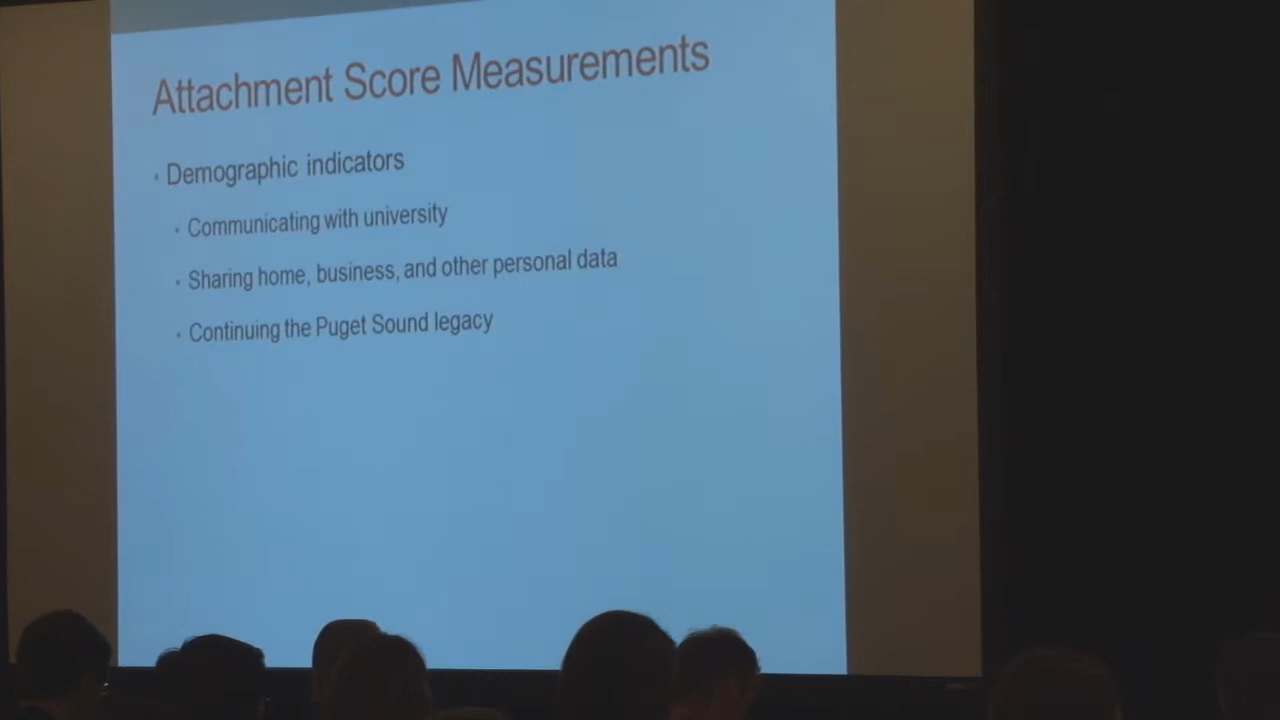 Attachment Score Measurements
· Demographic indicators
· Communicating with university
· Sharing home, business, and other personal data
· Continuing the Puget Sound legacy